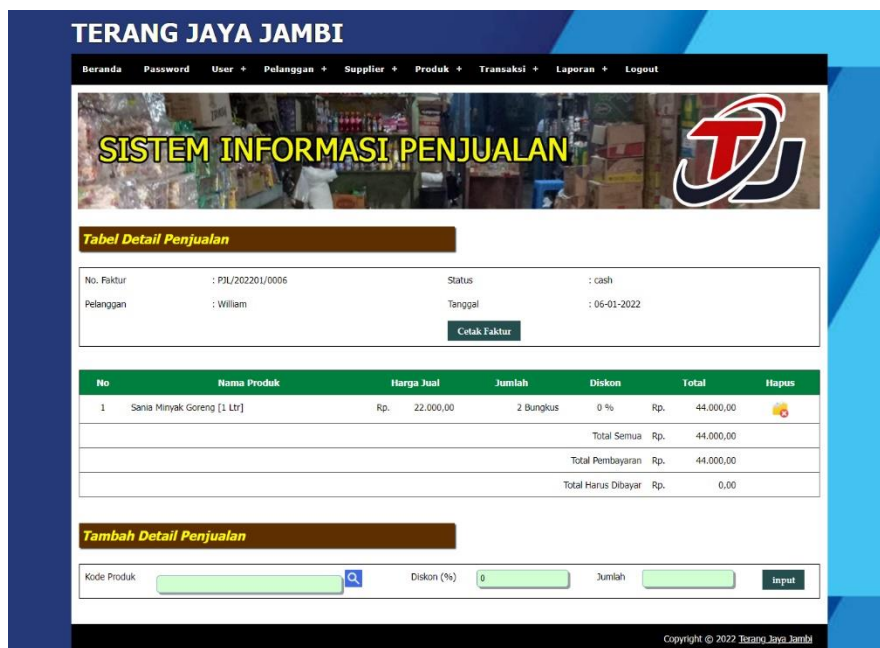 TERANG JAYA JAMBI
Beranda Password User + Pelanggan + Supplier + Produk + Transaksi + Laporan + Logout
SISTEM INFORMASI PENJUALAN
TJ
Tabel Detail Penjualan
No. Faktur : PJL/202201/0006 Status : cash
Pelanggan : William Tanggal : 06-01-2022
Cetak Faktur
No Nama Produk Harga Jual Jumlah Diskon Total Hapus
1 Sania Minyak Goreng [1 Ltr] Rp. 22.000,00 2 Bungkus 0 % Rp. 44.000,00
Total Semua Rp. 44.000,00
Total Pembayaran Rp. 44.000,00
Total Harus Dibayar Rp. 0,00
Tambah Detail Penjualan
Kode Produk Diskon (%) 0 Jumlah input
Copyright © 2022 Terang Jaya Jambi